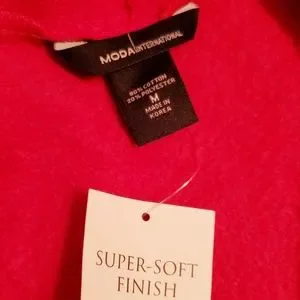 MODA INTERNATIONAL
80% COTTON
20% POLYESTER
M
MADE IN
KOREA
SUPER-SOFT
FINISH